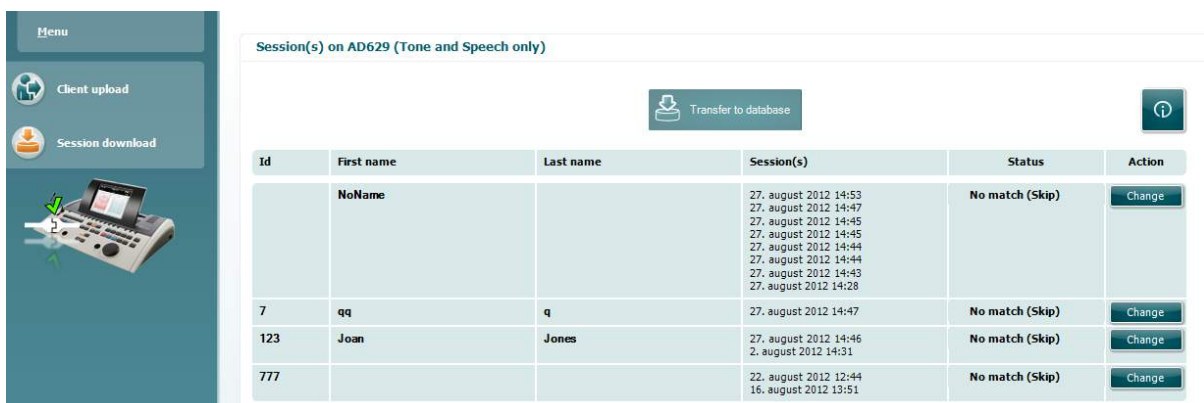 Menu
Session(s) on AD629 (Tone and Speech only)
Client upload
Transfer to database
Session download
Id First name Last name Session(s) Status Action
NoName 27. august 2012 14:53 No match (Skip) Change
27. august 2012 14:47
27. august 2012 14:45
27. august 2012 14:45
27. august 2012 14:44
27. august 2012 14:44
27. august 2012 14:43
27. august 2012 14:28
7 qq q 27. august 2012 14:47 No match (Skip) Change
123 Joan Jones 27. august 2012 14:46 No match (Skip) Change
2. august 2012 14:31
777 22. august 2012 12:44 No match (Skip) Change
16. august 2012 13:51